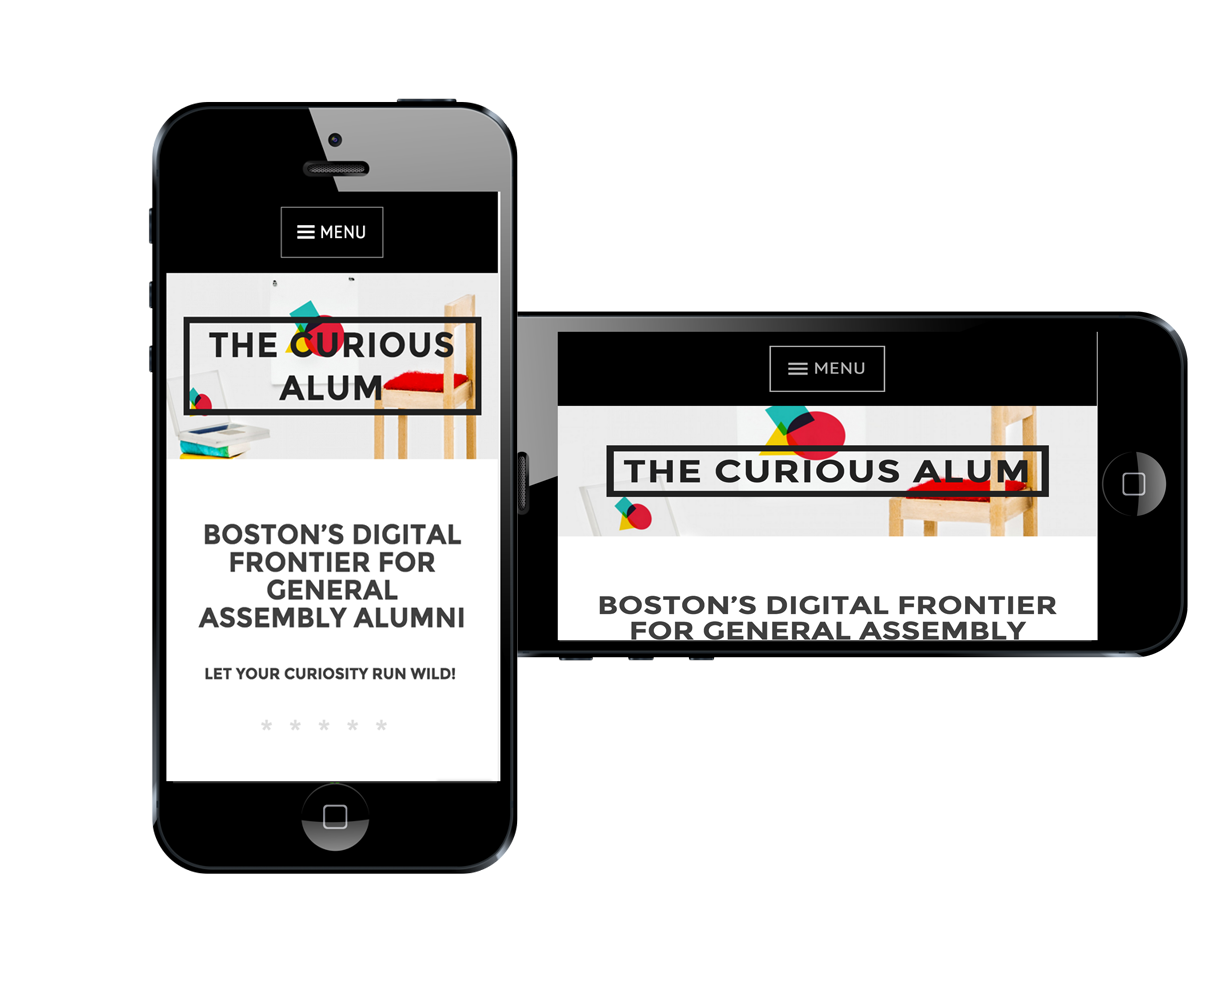 MENU
THE CURIOUS
ALUM
BOSTON’S DIGITAL
FRONTIER FOR
GENERAL
ASSEMBLY ALUMNI
LET YOUR CURIOSITY RUN WILD!
* * * * *
MENU
THE CURIOUS ALUM
BOSTON’S DIGITAL FRONTIER
FOR GENERAL ASSEMBLY